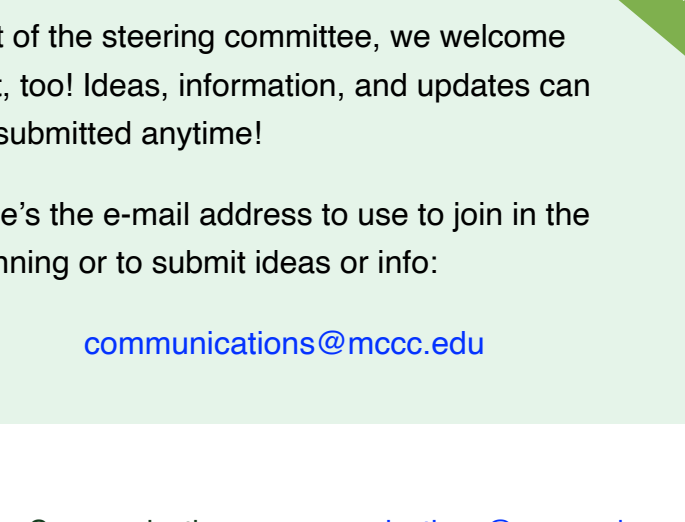 of the steering committee, we welcome
too! Ideas, information, and updates can
submitted anytime!
the e-mail address to use to join in the
or to submit ideas or info:
communications@mccc.edu